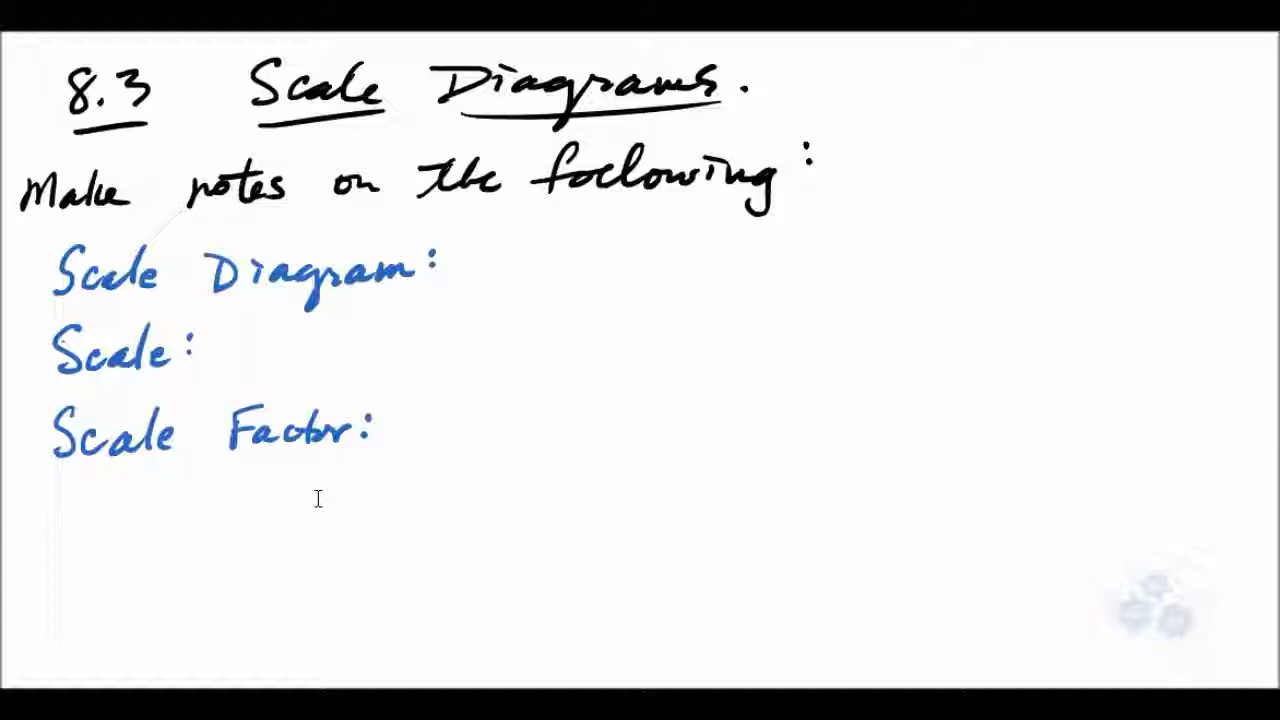 8.3 Scale Diagrams.
Make notes on the following:
Scale Diagram:
Scale:
Scale Factor: